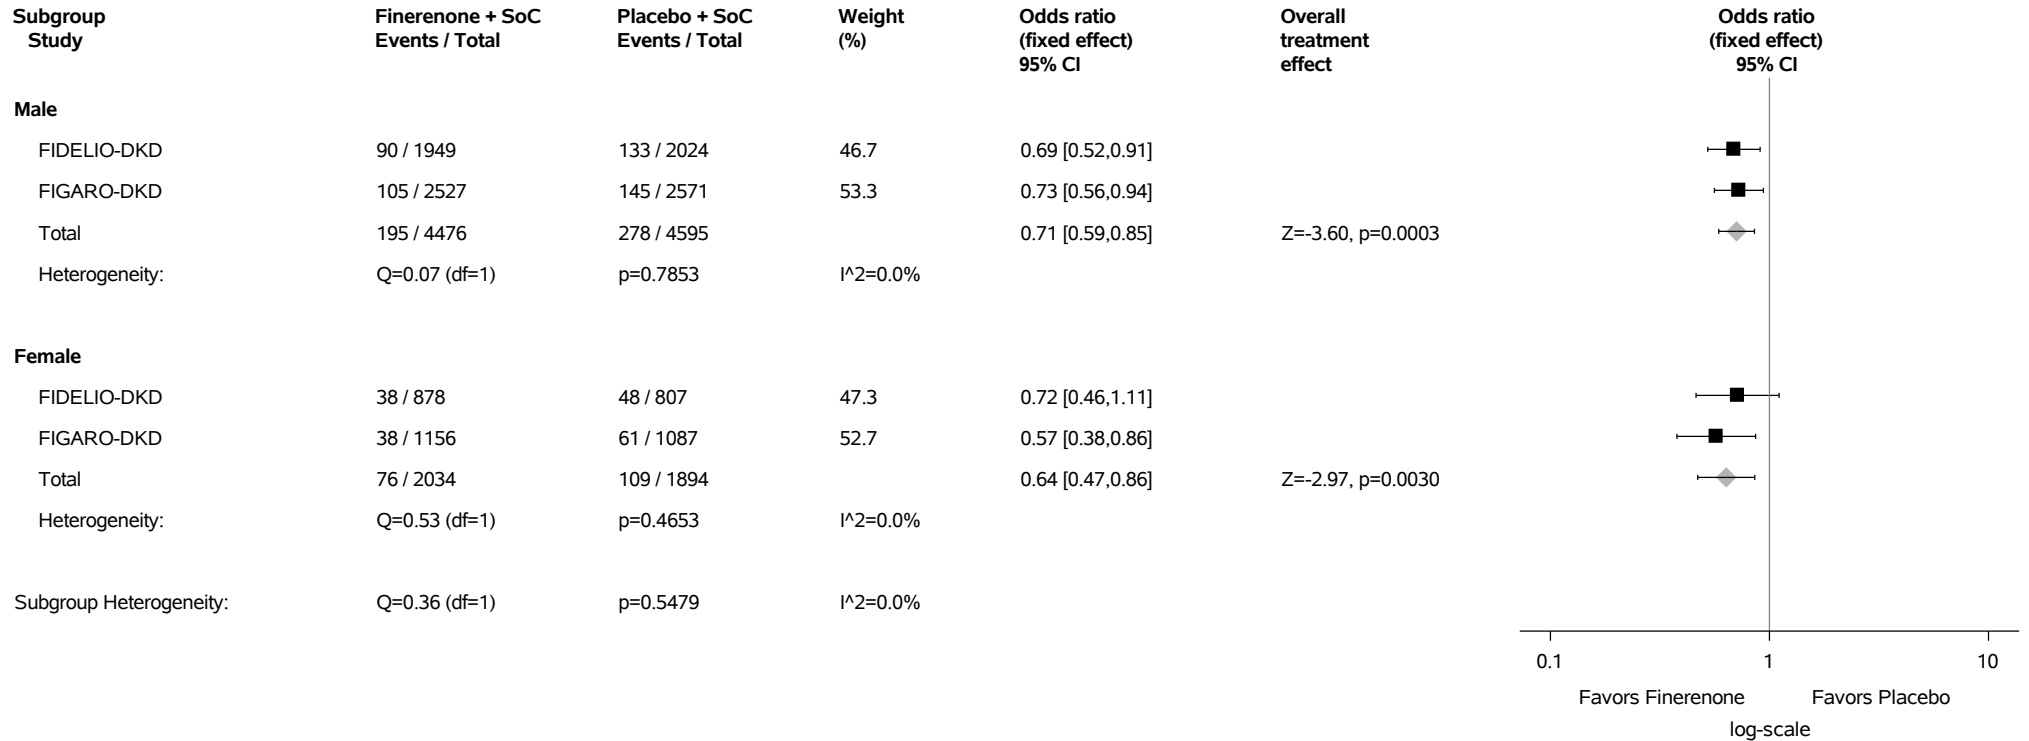 Subgroup Finerenone + SoC Placebo + SoC Weight Odds ratio Overall Odds ratio
Study Events / Total Events / Total (%) (fixed effect) treatment (fixed effect)
95% CI effect 95% CI
Male
FIDELIO-DKD 90 / 1949 133 / 2024 46.7 0.69 [0.52,0.91]
FIGARO-DKD 105 / 2527 145 / 2571 53.3 0.73 [0.56,0.94]
Total 195 / 4476 278 / 4595 0.71 [0.59,0.85] Z=-3.60, p=0.0003
Heterogeneity: Q=0.07 (df=1) p=0.7853 I^2=0.0%
Female
FIDELIO-DKD 38 / 878 48 / 807 47.3 0.72 [0.46,1.11]
FIGARO-DKD 38 / 1156 61 / 1087 52.7 0.57 [0.38,0.86]
Total 76 / 2034 109 / 1894 0.64 [0.47,0.86] Z=-2.97, p=0.0030
Heterogeneity: Q=0.53 (df=1) p=0.4653 I^2=0.0%
Subgroup Heterogeneity: Q=0.36 (df=1) p=0.5479 I^2=0.0%
0.1 1 10
Favors Finerenone Favors Placebo
log-scale